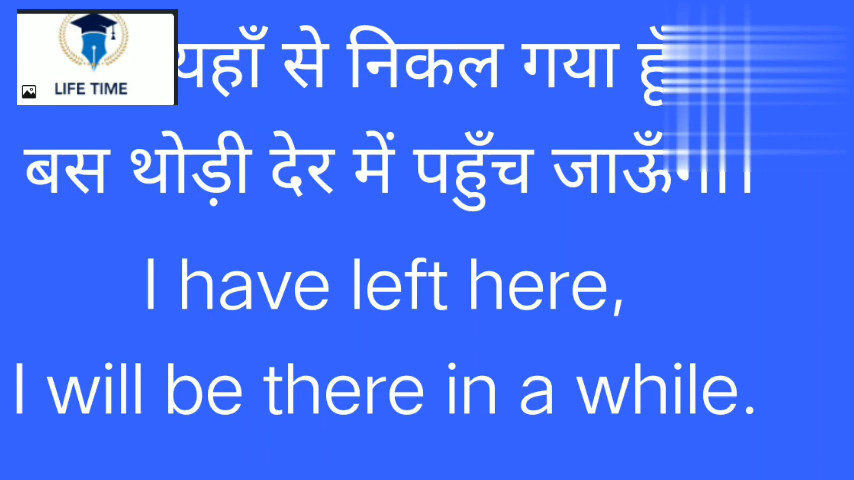 LIFE TIME
यहाँ से निकल गया हूँ
बस थोड़ी देर में पहुँच जाऊँगा।
I have left here,
I will be there in a while.